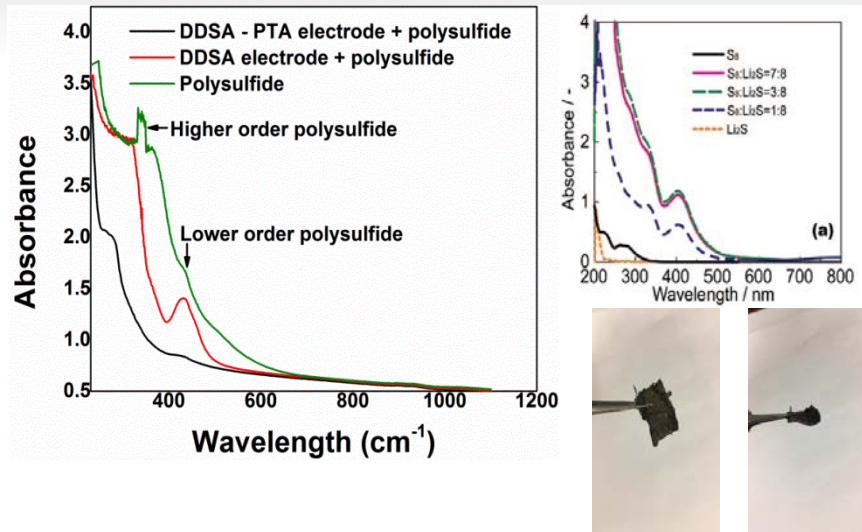 DDSA - PTA electrode + polysulfide
DDSA electrode + polysulfide
Polysulfide
Higher order polysulfide
Lower order polysulfide
Absorbance
4.0
3.5
3.0
2.5
2.0
1.5
1.0
0.5
400
600
800
1000
1200
Wavelength (cm⁻¹)
Absorbance / -
4
3
2
1
0
S₈
S₈:Li₂S=7:8
S₈:Li₂S=3:8
S₈:Li₂S=1:8
Li₂S
(a)
200
300
400
500
600
700
800
Wavelength / nm